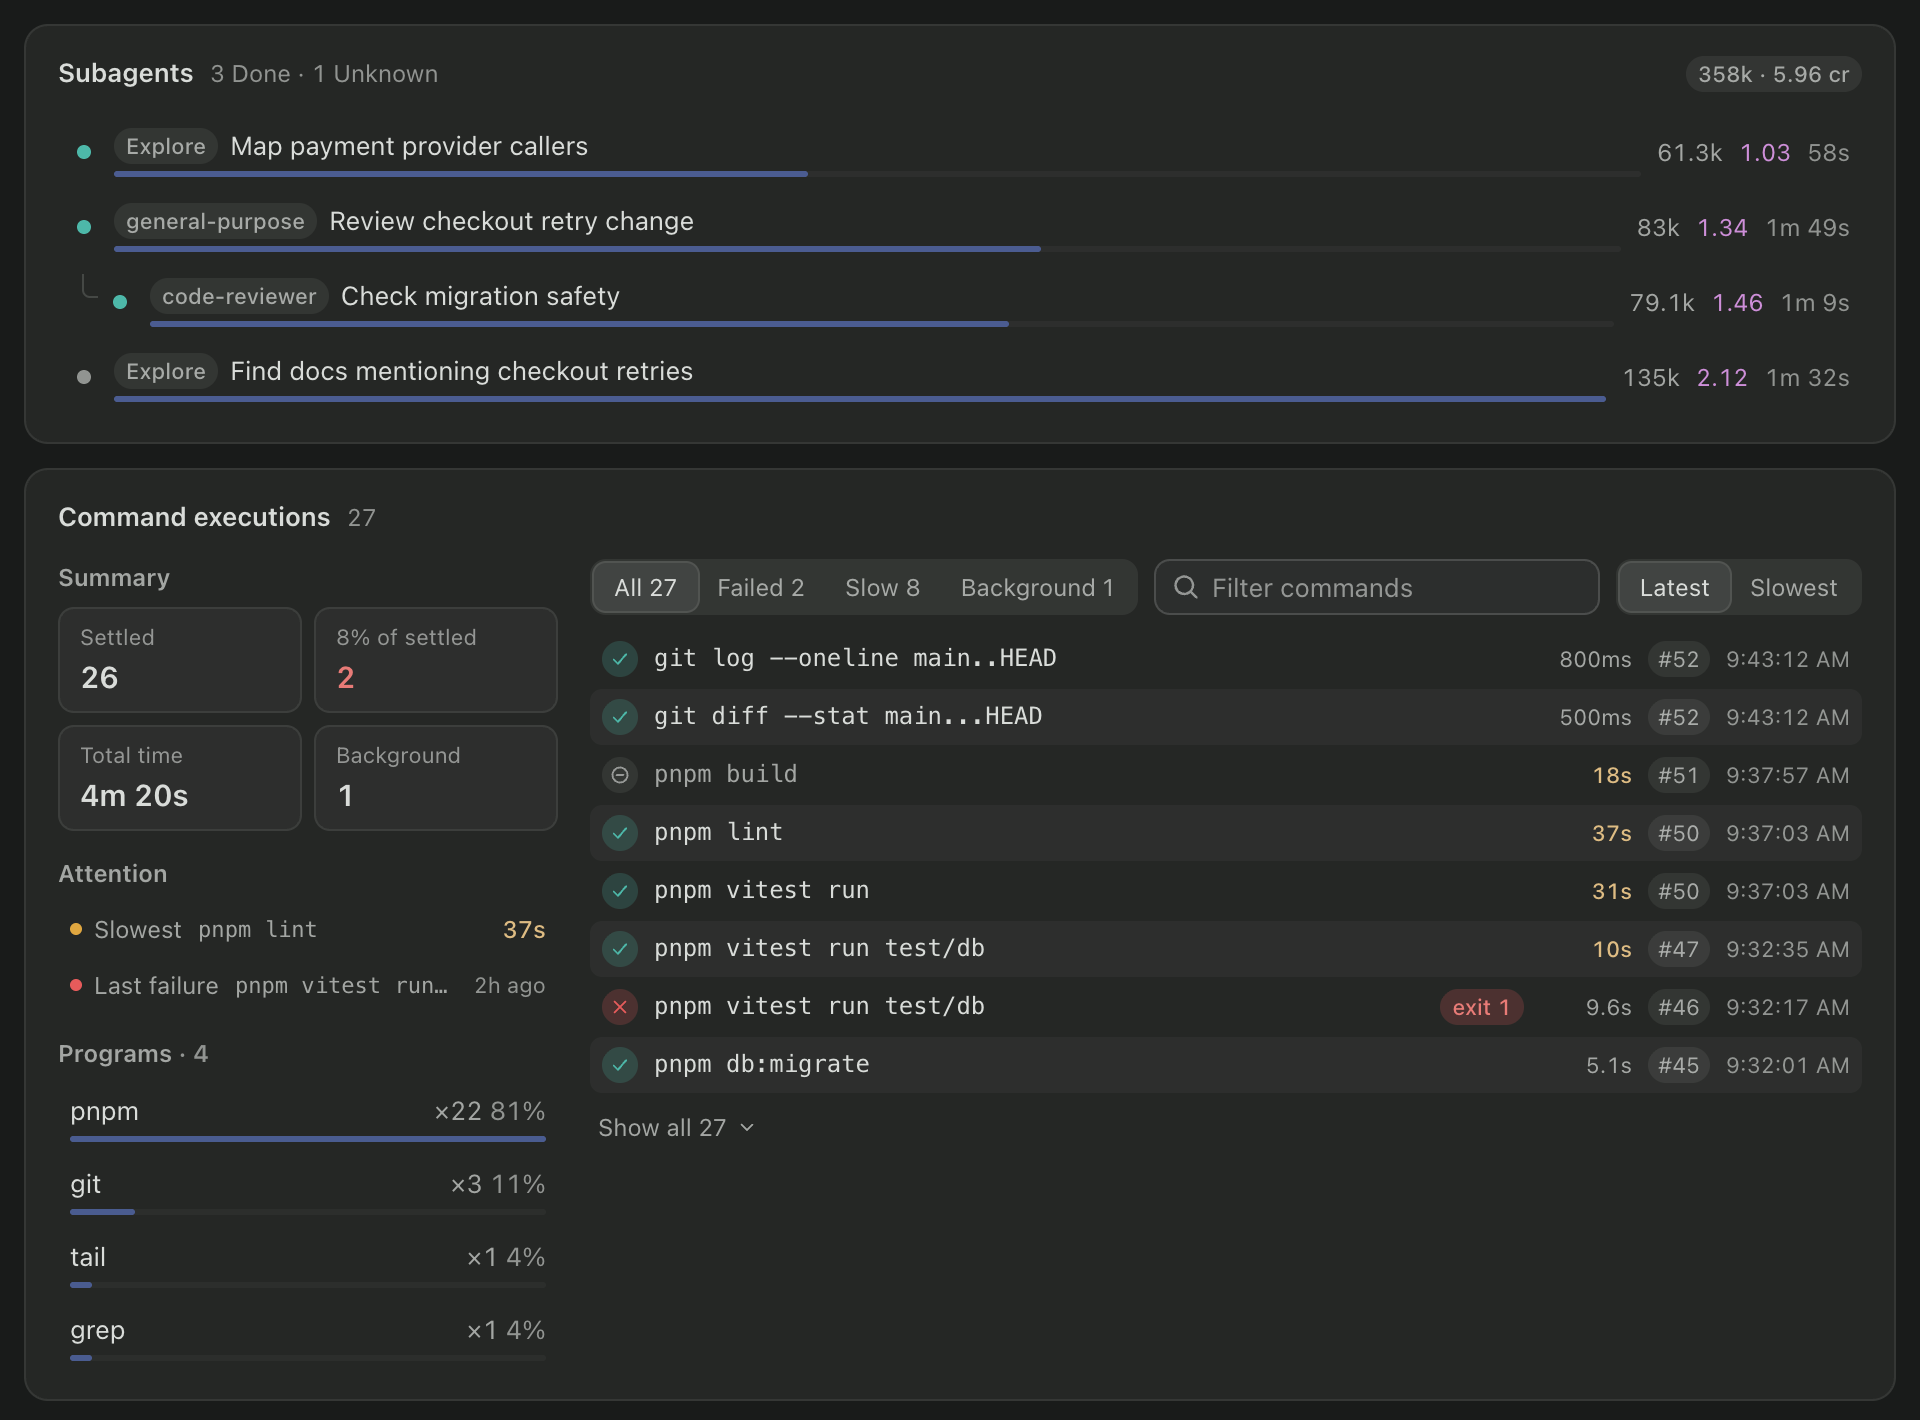 Subagents 3 Done · 1 Unknown 358k · 5.96 cr
Explore Map payment provider callers 61.3k 1.03 58s
general-purpose Review checkout retry change 83k 1.34 1m 49s
code-reviewer Check migration safety 79.1k 1.46 1m 9s
Explore Find docs mentioning checkout retries 135k 2.12 1m 32s
Command executions 27
Summary
Settled
26
8% of settled
2
Total time
4m 20s
Background
1
Attention
Slowest pnpm lint 37s
Last failure pnpm vitest run… 2h ago
Programs · 4
pnpm ×22 81%
git ×3 11%
tail ×1 4%
grep ×1 4%
All 27 Failed 2 Slow 8 Background 1 Filter commands Latest Slowest
git log --oneline main..HEAD 800ms #52 9:43:12 AM
git diff --stat main...HEAD 500ms #52 9:43:12 AM
pnpm build 18s #51 9:37:57 AM
pnpm lint 37s #50 9:37:03 AM
pnpm vitest run 31s #50 9:37:03 AM
pnpm vitest run test/db 10s #47 9:32:35 AM
pnpm vitest run test/db exit 1 9.6s #46 9:32:17 AM
pnpm db:migrate 5.1s #45 9:32:01 AM
Show all 27